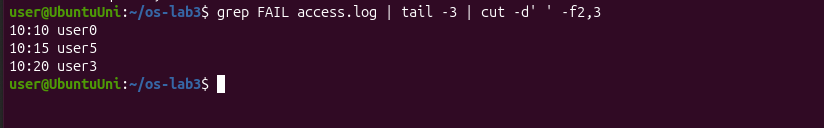 user@UbuntuUni:~/os-lab3$ grep FAIL access.log | tail -3 | cut -d' ' -f2,3
10:10 user0
10:15 user5
10:20 user3
user@UbuntuUni:~/os-lab3$